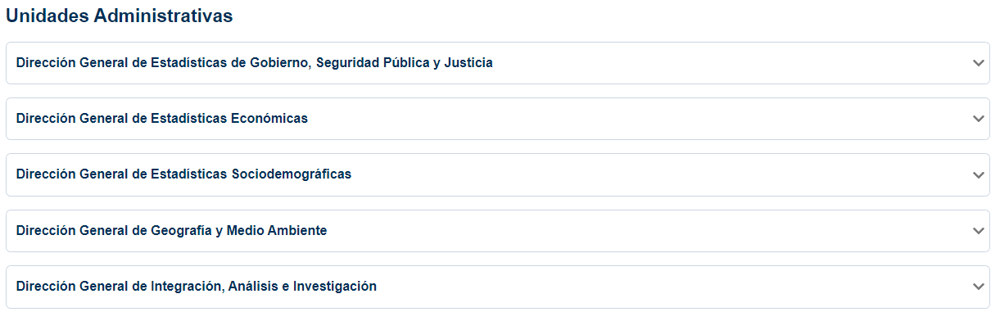 Unidades Administrativas
Dirección General de Estadísticas de Gobierno, Seguridad Pública y Justicia
Dirección General de Estadísticas Económicas
Dirección General de Estadísticas Sociodemográficas
Dirección General de Geografía y Medio Ambiente
Dirección General de Integración, Análisis e Investigación